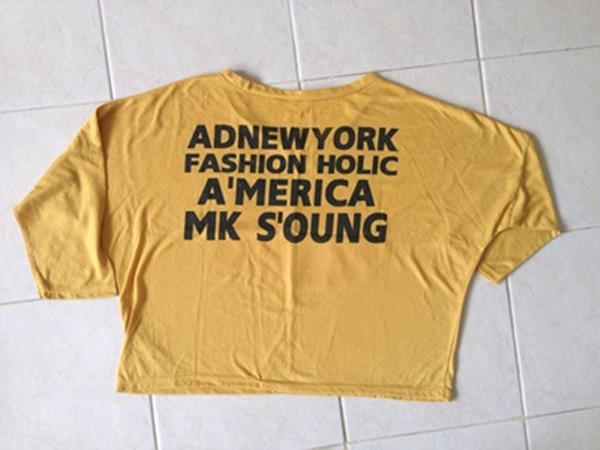 ADNEWYORK
FASHION HOLIC
A'MERICA
MK S'OUNG